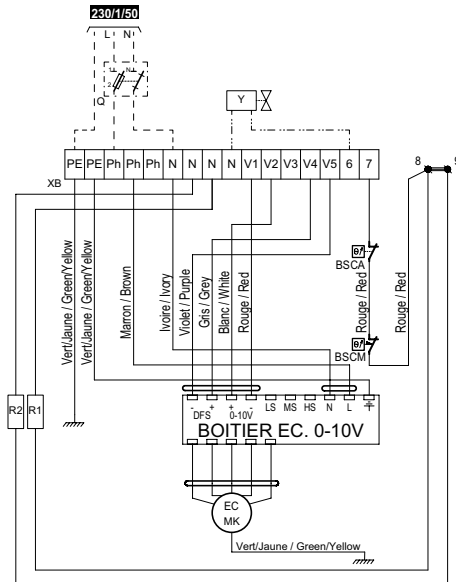 230/1/50
L N
1 N
2
Q
Y
PE PE Ph Ph Ph N N N N V1 V2 V3 V4 V5 6 7
XB
8 9
Vert/Jaune / Green/Yellow
Vert/Jaune / Green/Yellow
Marron / Brown
Ivoire / Ivory
Violet / Purple
Gris / Grey
Blanc / White
Rouge / Red
θ
BSCA
Rouge / Red
Rouge / Red
θ
BSCM
R2 R1
- + + - LS MS HS N L
DFS 0-10V
BOITIER EC. 0-10V
EC
MK
Vert/Jaune / Green/Yellow